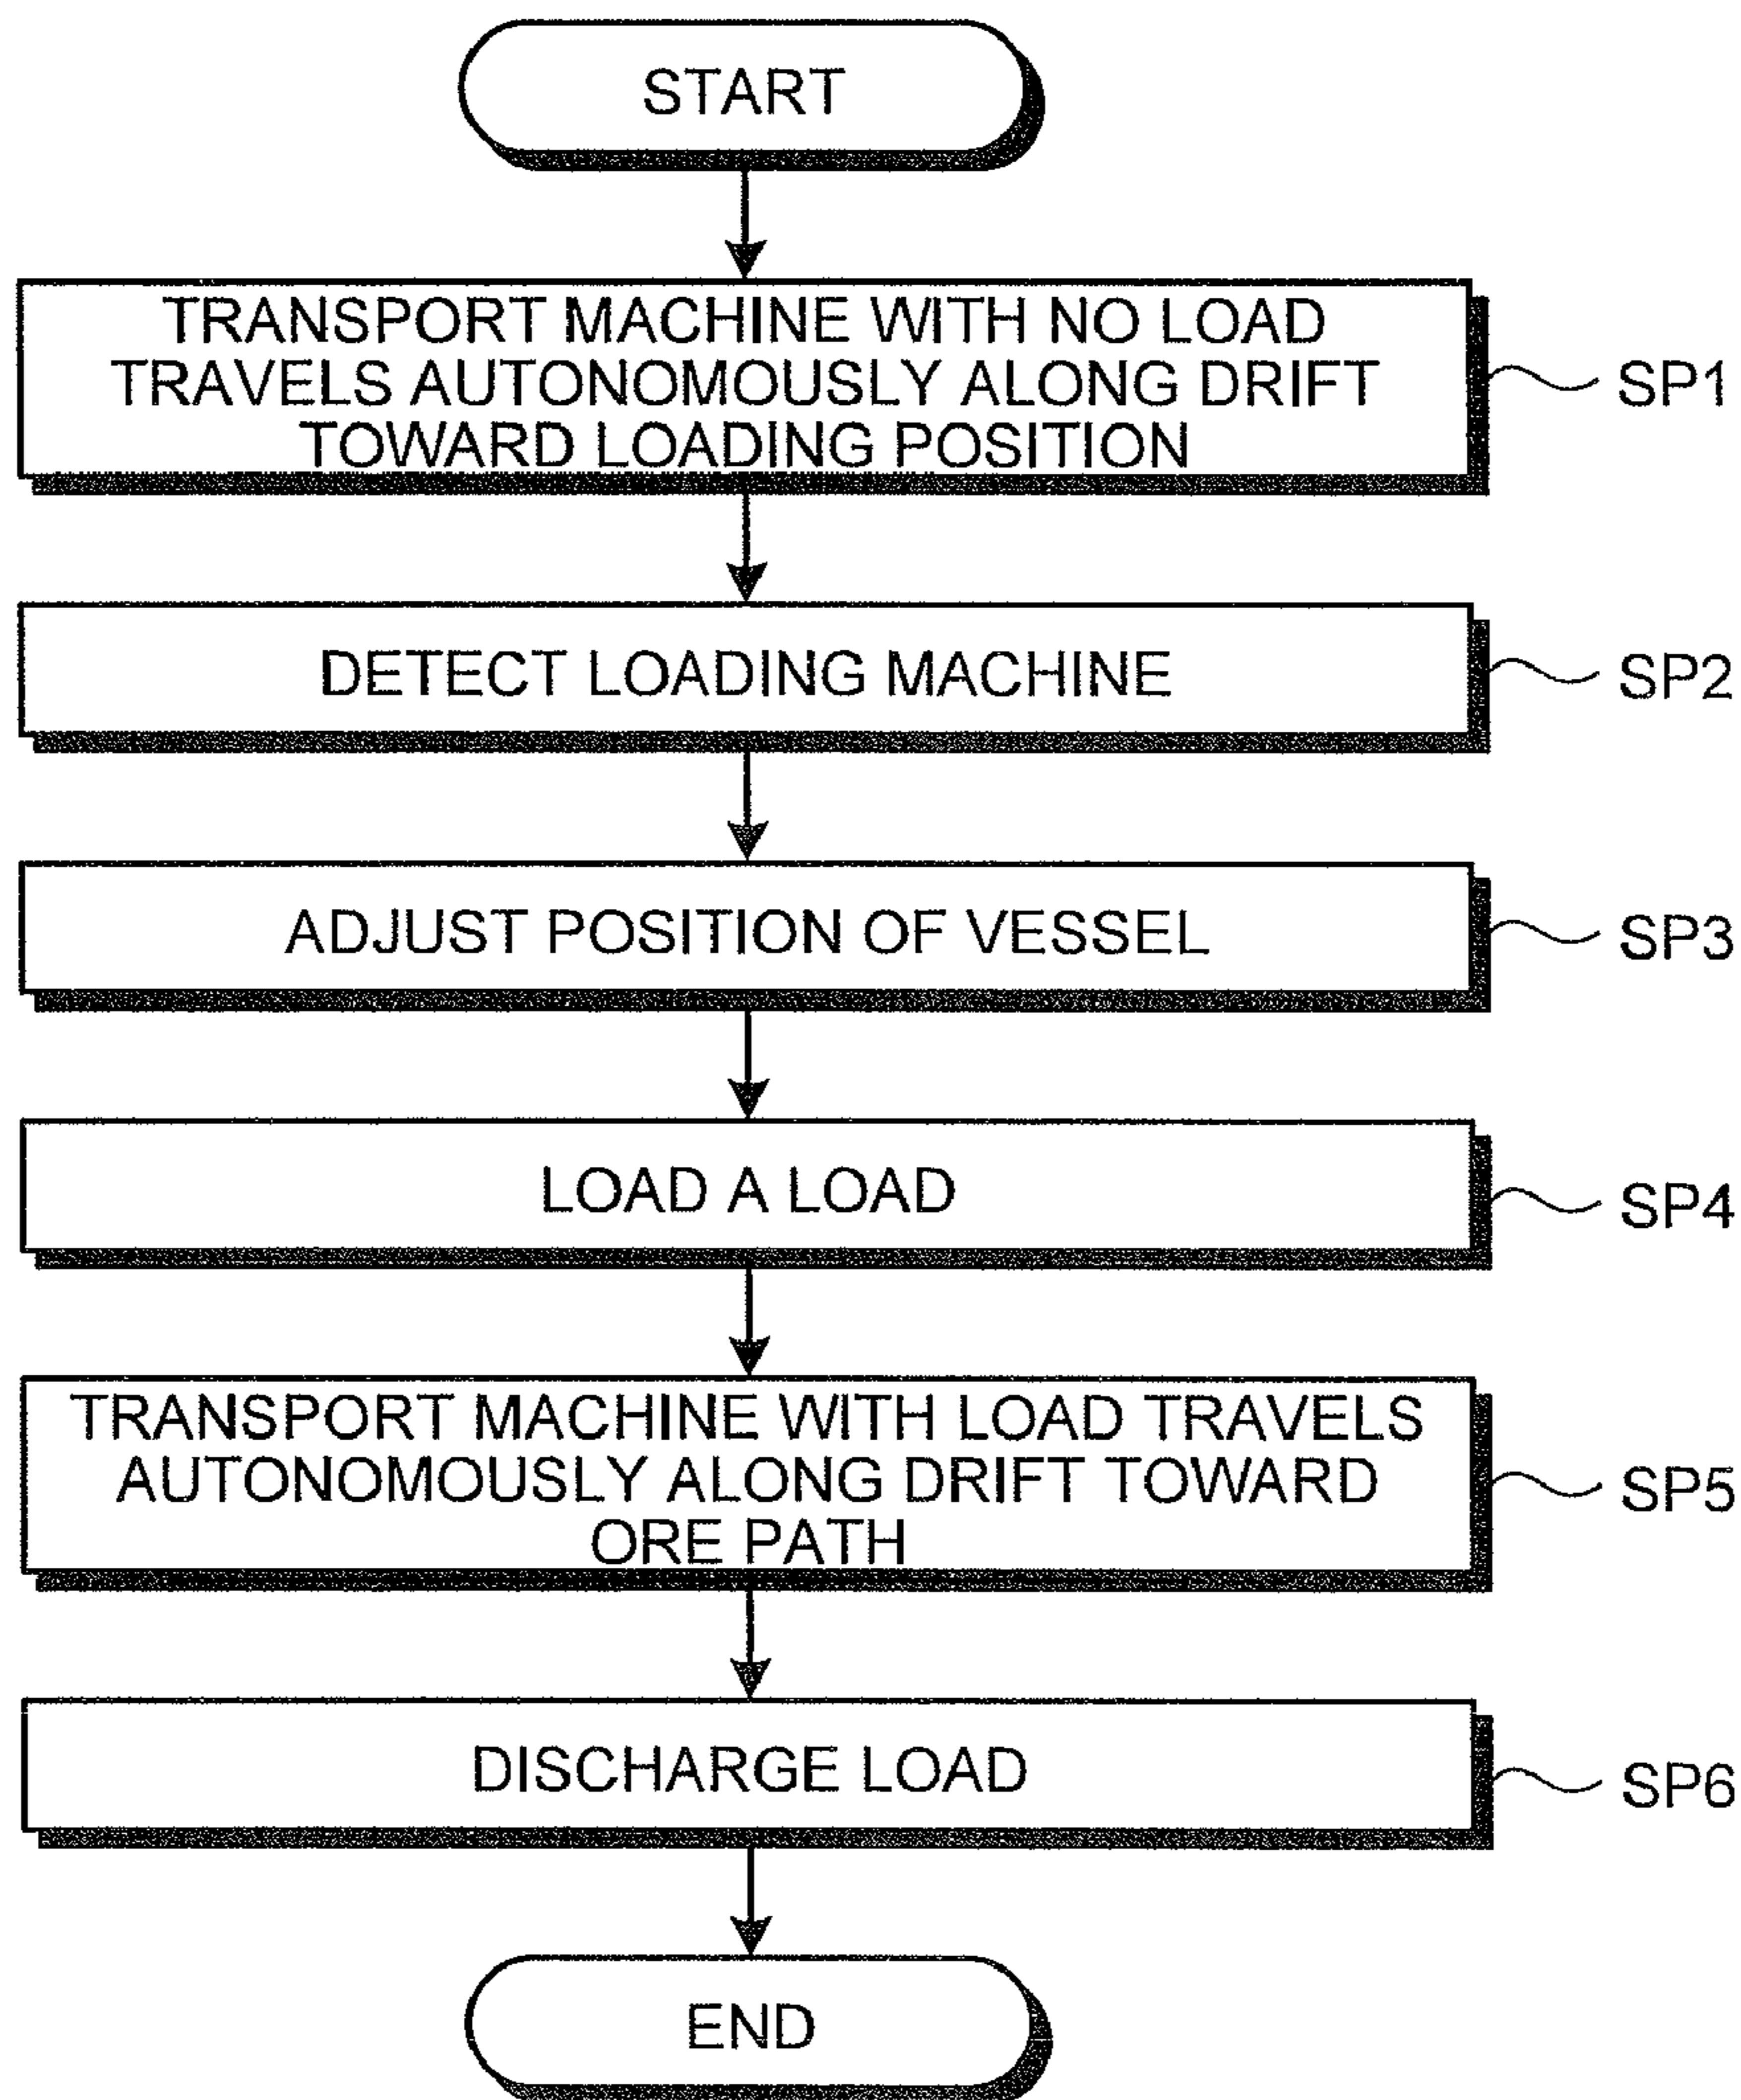 START
TRANSPORT MACHINE WITH NO LOAD
TRAVELS AUTONOMOUSLY ALONG DRIFT
TOWARD LOADING POSITION
SP1
DETECT LOADING MACHINE
SP2
ADJUST POSITION OF VESSEL
SP3
LOAD A LOAD
SP4
TRANSPORT MACHINE WITH LOAD TRAVELS
AUTONOMOUSLY ALONG DRIFT TOWARD
ORE PATH
SP5
DISCHARGE LOAD
SP6
END